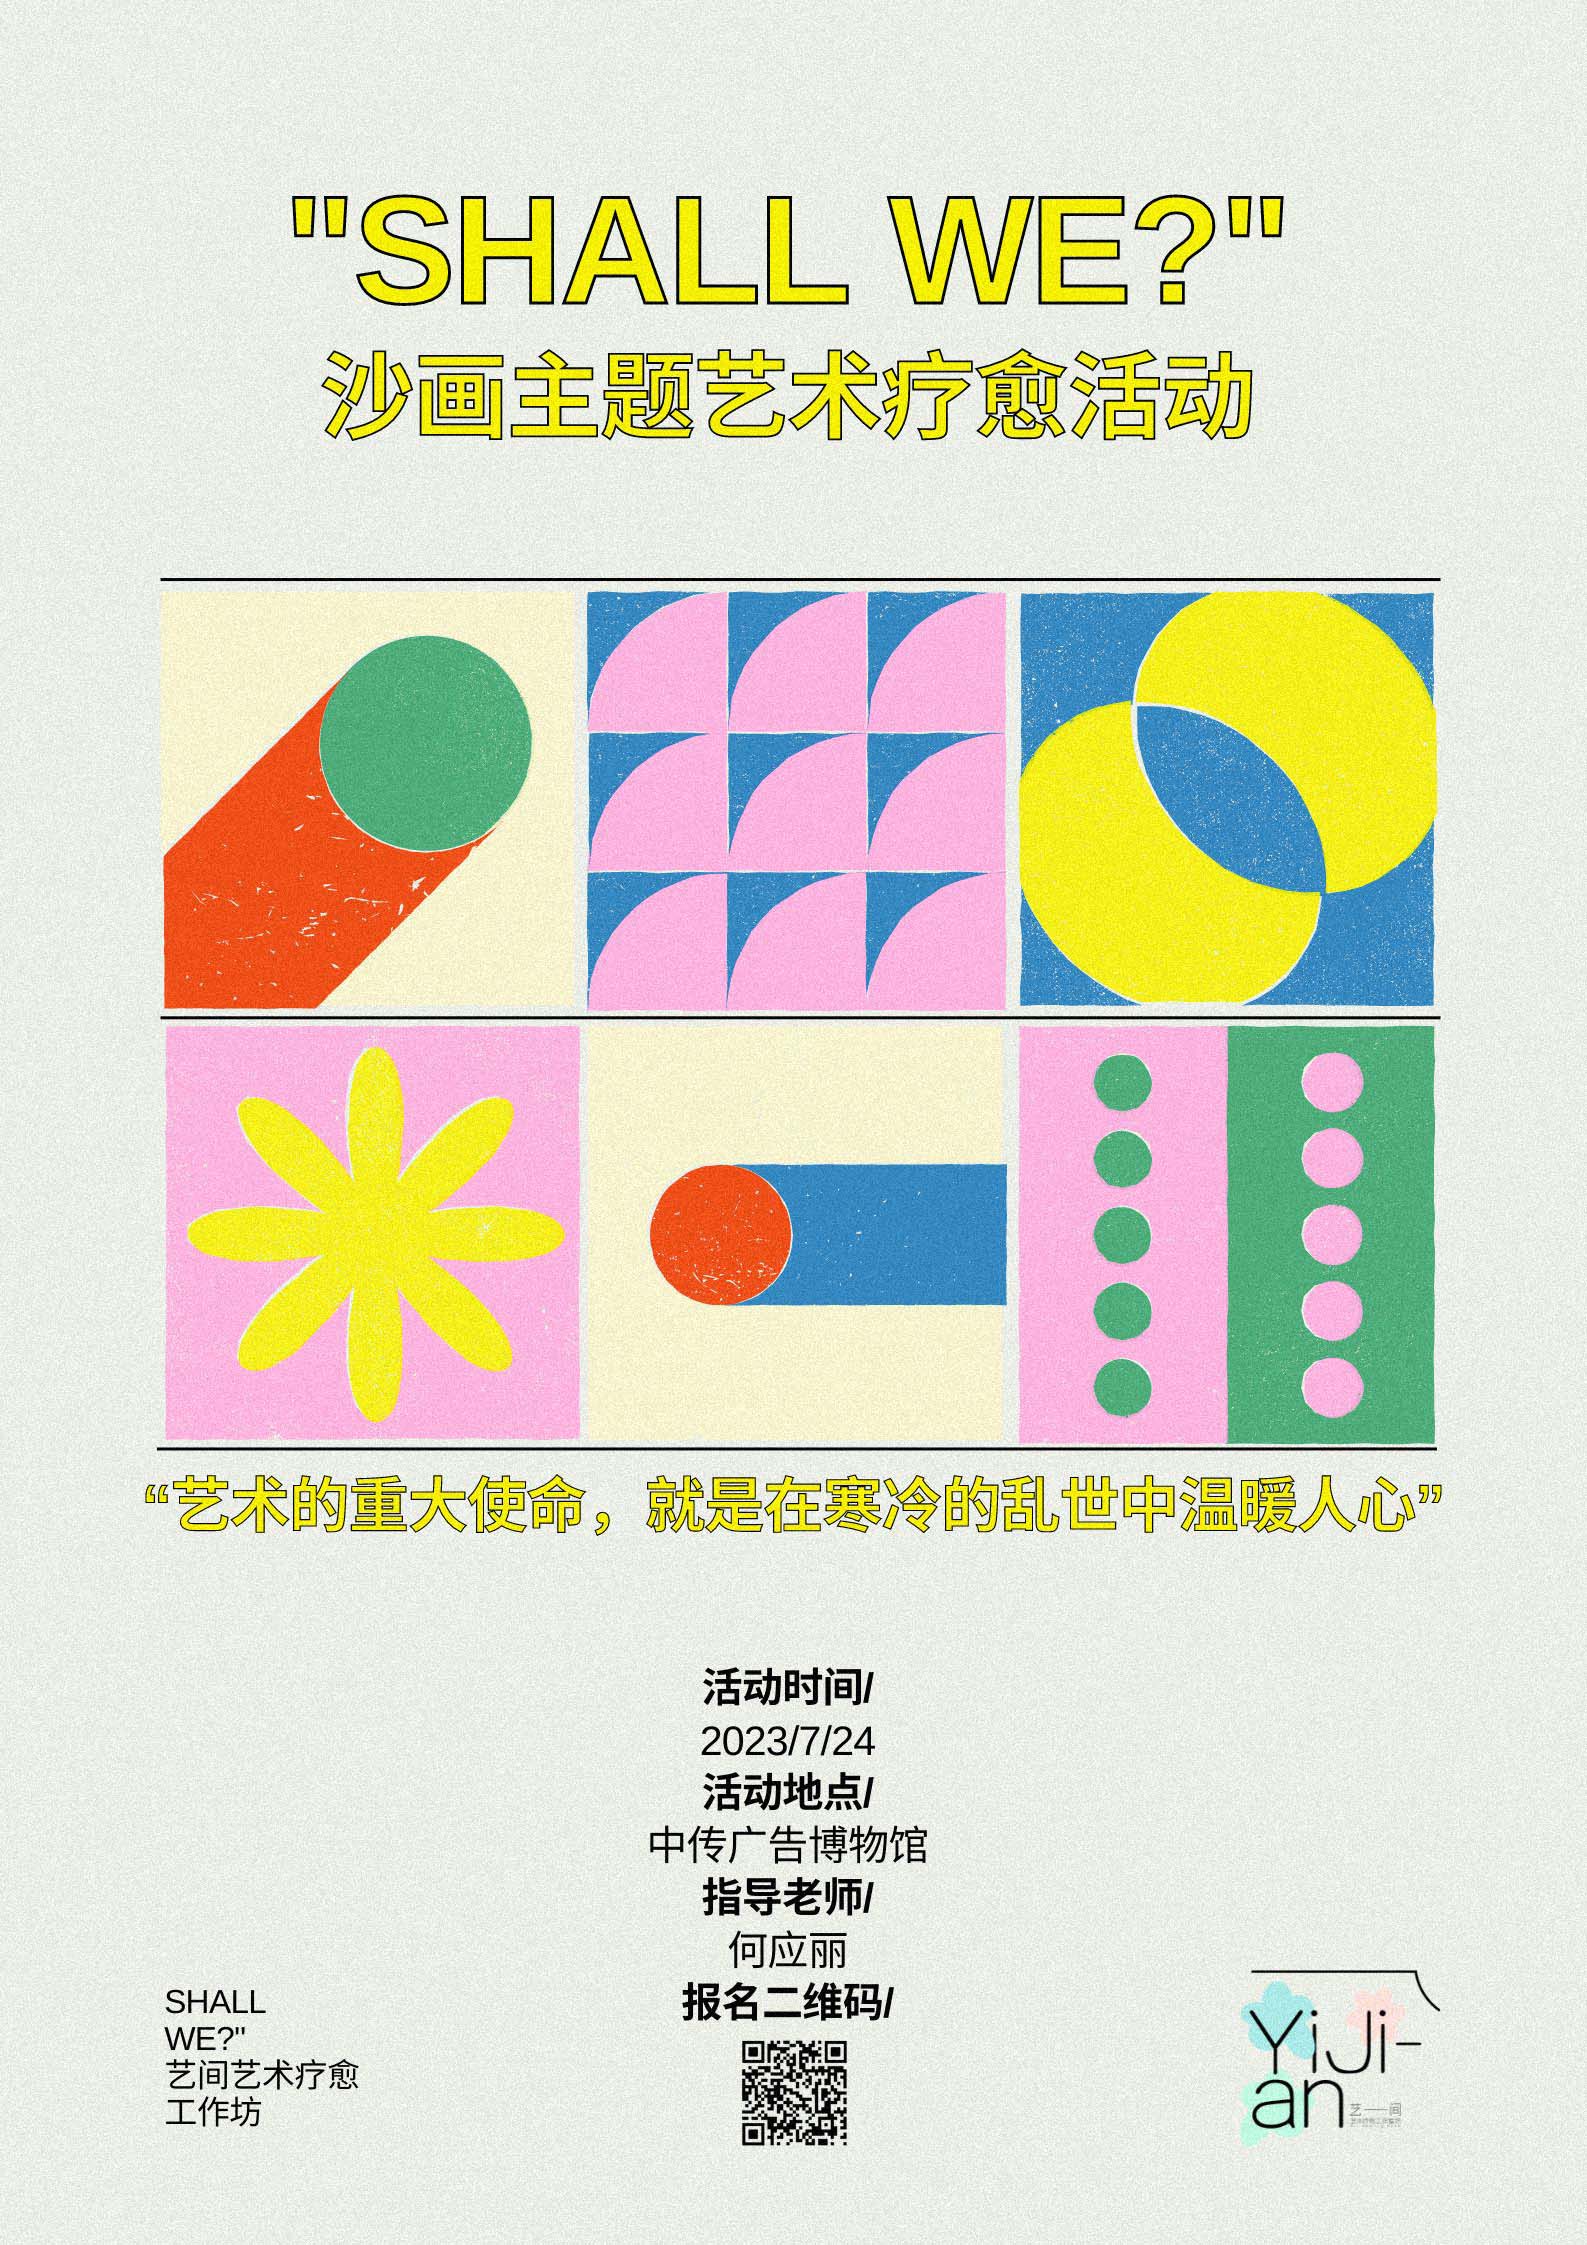 "SHALL WE?"
沙画主题艺术疗愈活动
“艺术的重大使命，就是在寒冷的乱世中温暖人心”
活动时间/
2023/7/24
活动地点/
中传广告博物馆
指导老师/
何应丽
报名二维码/
SHALL
WE?"
艺间艺术疗愈
工作坊
YiJi-
an
艺——间